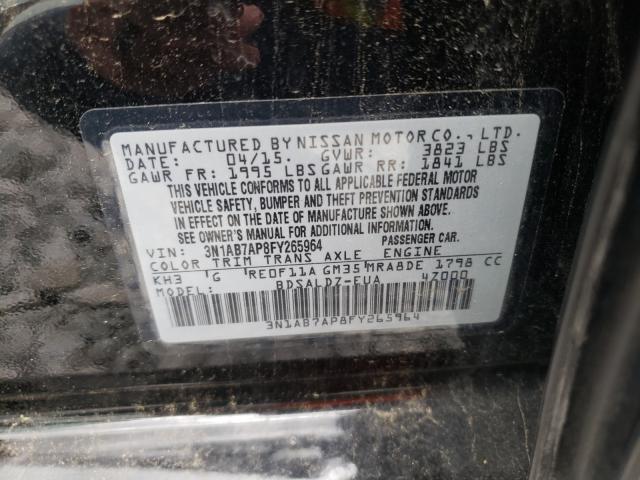 MANUFACTURED BY NISSAN MOTOR CO., LTD.
DATE: 04/15. GVWR: 3823 LBS
GAWR FR: 1995 LBS GAWR RR: 1841 LBS
THIS VEHICLE CONFORMS TO ALL APPLICABLE FEDERAL MOTOR
VEHICLE SAFETY, BUMPER AND THEFT PREVENTION STANDARDS
IN EFFECT ON THE DATE OF MANUFACTURE SHOWN ABOVE.
SEE OWNER'S MANUAL FOR ADDITIONAL INFORMATION.
VIN: 3N1AB7AP8FY265964 PASSENGER CAR.
COLOR TRIM TRANS AXLE ENGINE
KH3 G RE0F11A GM35 MRA8DE 1798 CC
MODEL: BDSALDZ-EUA 47000
3N1AB7AP8FY265964